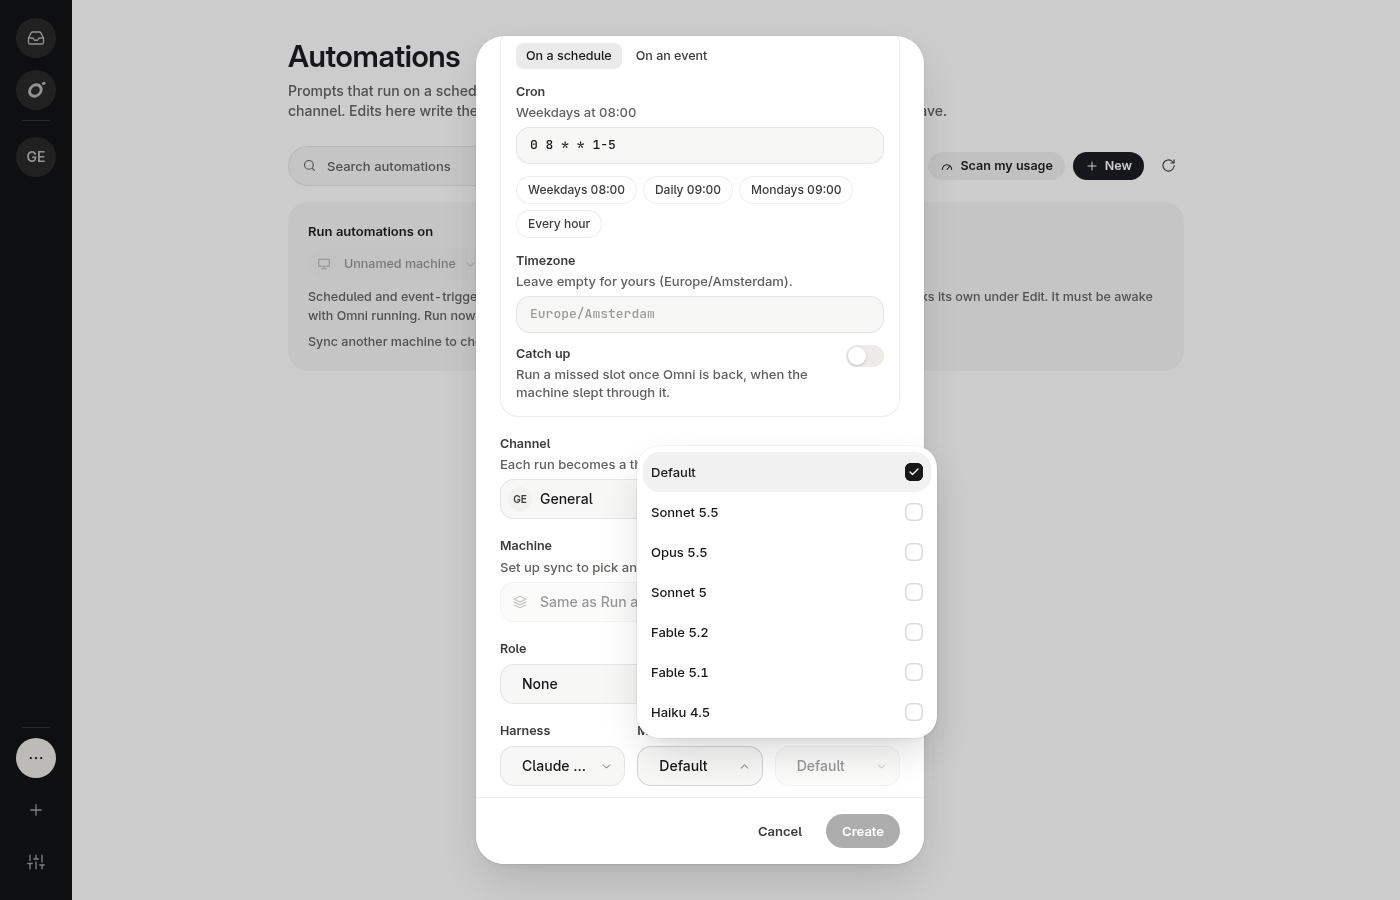 Automations
Prompts that run on a sched
channel. Edits here write the
ave.
GE
Search automations
Scan my usage
New
Run automations on
Unnamed machine
Scheduled and event-trigge
ks its own under Edit. It must be awake
with Omni running. Run now
Sync another machine to ch
On a schedule
On an event
Cron
Weekdays at 08:00
0 8 * * 1-5
Weekdays 08:00
Daily 09:00
Mondays 09:00
Every hour
Timezone
Leave empty for yours (Europe/Amsterdam).
Europe/Amsterdam
Catch up
Run a missed slot once Omni is back, when the
machine slept through it.
Channel
Each run becomes a th
GE
General
Machine
Set up sync to pick an
Same as Run a
Role
None
Default
Sonnet 5.5
Opus 5.5
Sonnet 5
Fable 5.2
Fable 5.1
Haiku 4.5
Harness
Claude ...
Default
Default
Cancel
Create